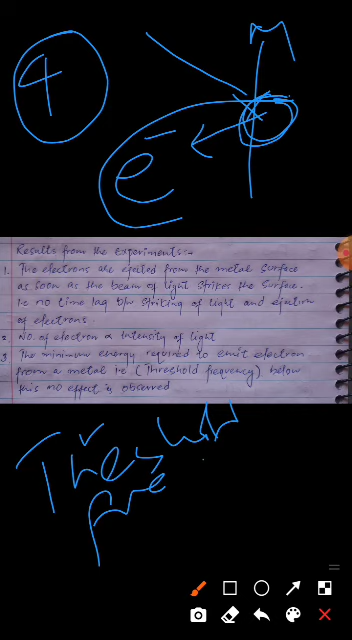 4
M
e⁻
Results from the Experiments:-
1. The electrons are ejected from the metal surface
as soon as the beam of light strikes the surface.
i.e no time lag b/w striking of light and ejection
of electrons.
2 No. of electron α Intensity of light
3 The minimum energy required to emit electron
from a metal i.e (Threshold frequency) below
this no effect is observed